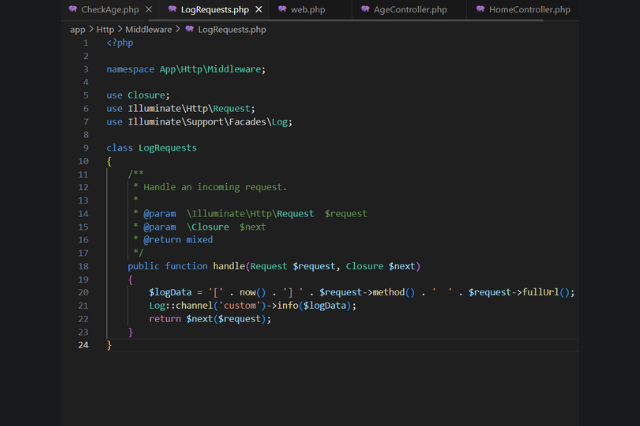 CheckAge.php
LogRequests.php
web.php
AgeController.php
HomeController.php
app > Http > Middleware > LogRequests.php
1 <?php
2
3 namespace App\Http\Middleware;
4
5 use Closure;
6 use Illuminate\Http\Request;
7 use Illuminate\Support\Facades\Log;
8
9 class LogRequests
10 {
11 /**
12 * Handle an incoming request.
13 *
14 * @param \Illuminate\Http\Request $request
15 * @param \Closure $next
16 * @return mixed
17 */
18 public function handle(Request $request, Closure $next)
19 {
20 $logData = '[' . now() . '] ' . $request->method() . '  ' . $request->fullUrl();
21 Log::channel('custom')->info($logData);
22 return $next($request);
23 }
24 }